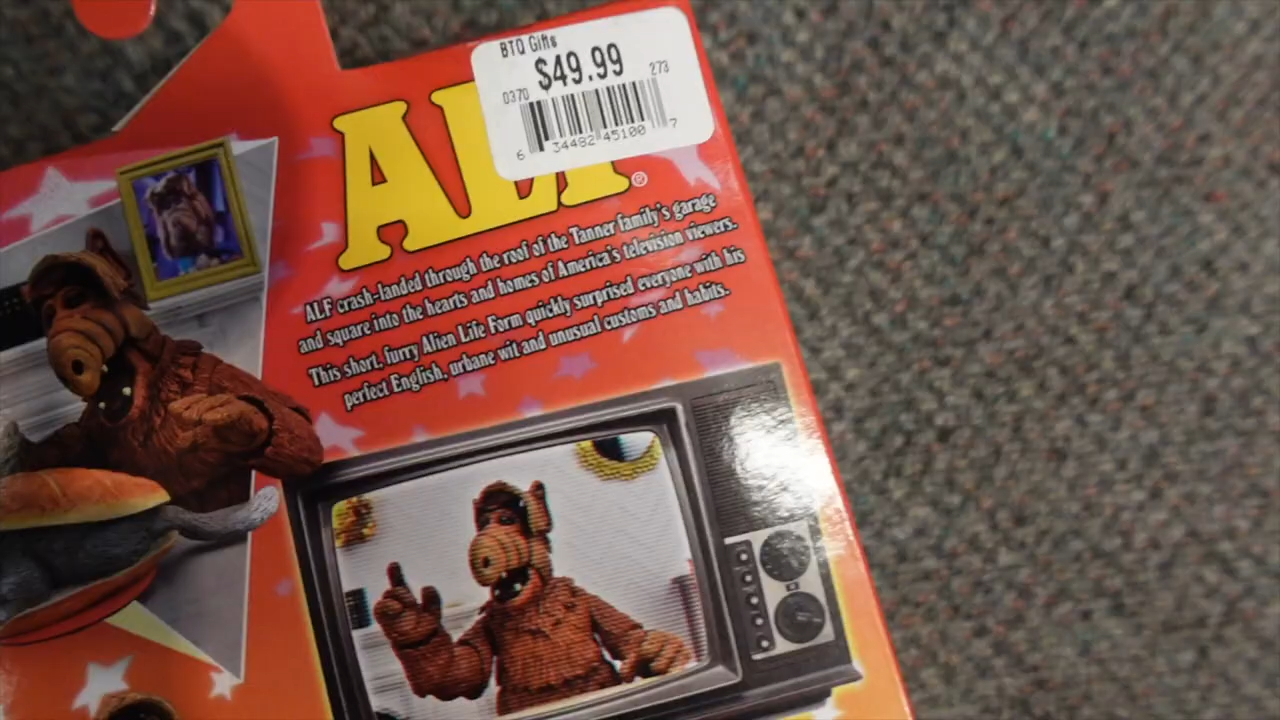 BTQ Gifts
$49.99
0370 273
6 34482 45100 7
ALF®
ALF crash-landed through the roof of the Tanner family's garage
and square into the hearts and homes of America's television viewers.
This short, furry Alien Life Form quickly surprised everyone with his
perfect English, urbane wit and unusual customs and habits.